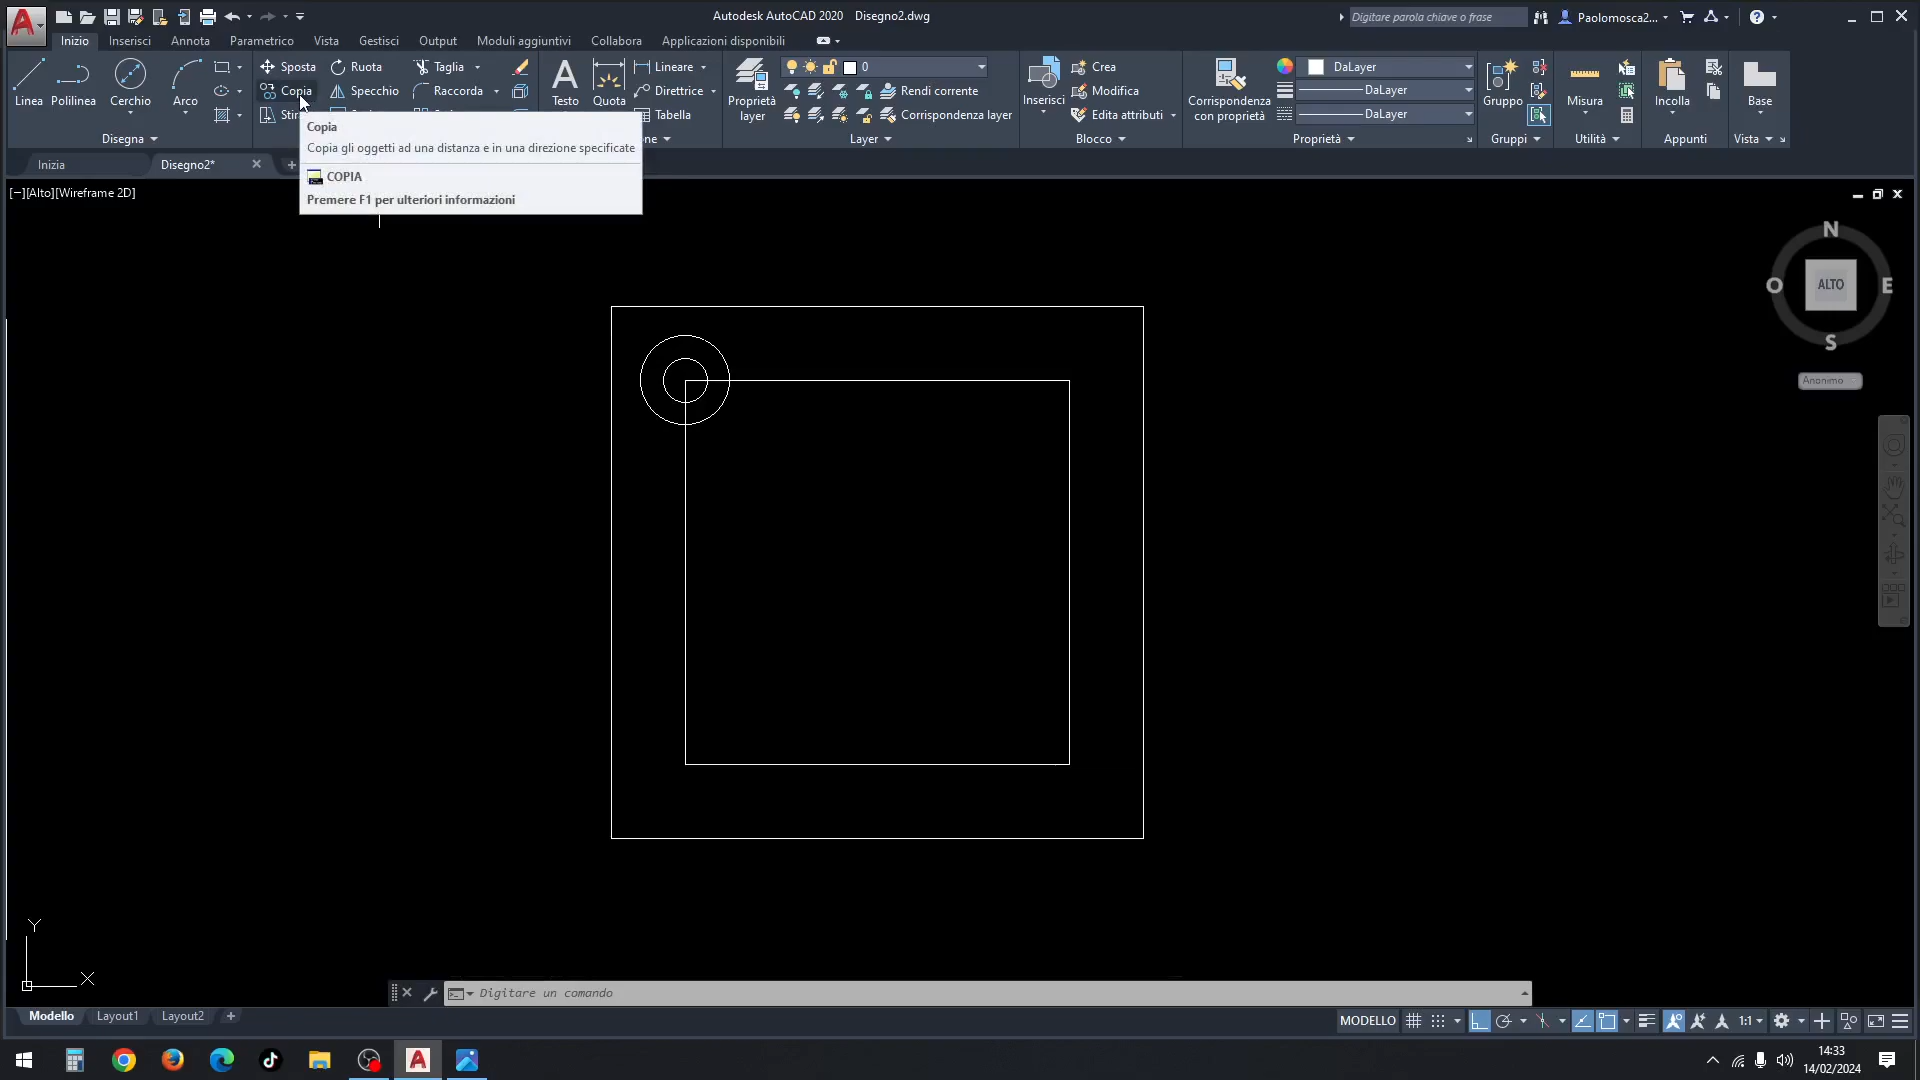 Autodesk AutoCAD 2020 Disegno2.dwg
Digitare parola chiave o frase
Paolomosca2...
Inizio Inserisci Annota Parametrico Vista Gestisci Output Moduli aggiuntivi Collabora Applicazioni disponibili
Linea Polilinea Cerchio Arco
Disegna
Sposta Ruota Taglia
Copia Specchio Raccorda
Testo Quota
Lineare
Direttrice
Tabella
Proprietà
layer
0
Rendi corrente
Corrispondenza layer
Layer
Inserisci
Crea
Modifica
Edita attributi
Blocco
Corrispondenza
con proprietà
DaLayer
DaLayer
DaLayer
Proprietà
Gruppo
Gruppi
Misura
Utilità
Incolla
Appunti
Base
Vista
Inizia Disegno2*
Copia
Copia gli oggetti ad una distanza e in una direzione specificate
COPIA
Premere F1 per ulteriori informazioni
[−][Alto][Wireframe 2D]
N
O ALTO E
S
Anonimo
Y
X
Digitare un comando
Modello Layout1 Layout2
MODELLO
1:1
14:33
14/02/2024